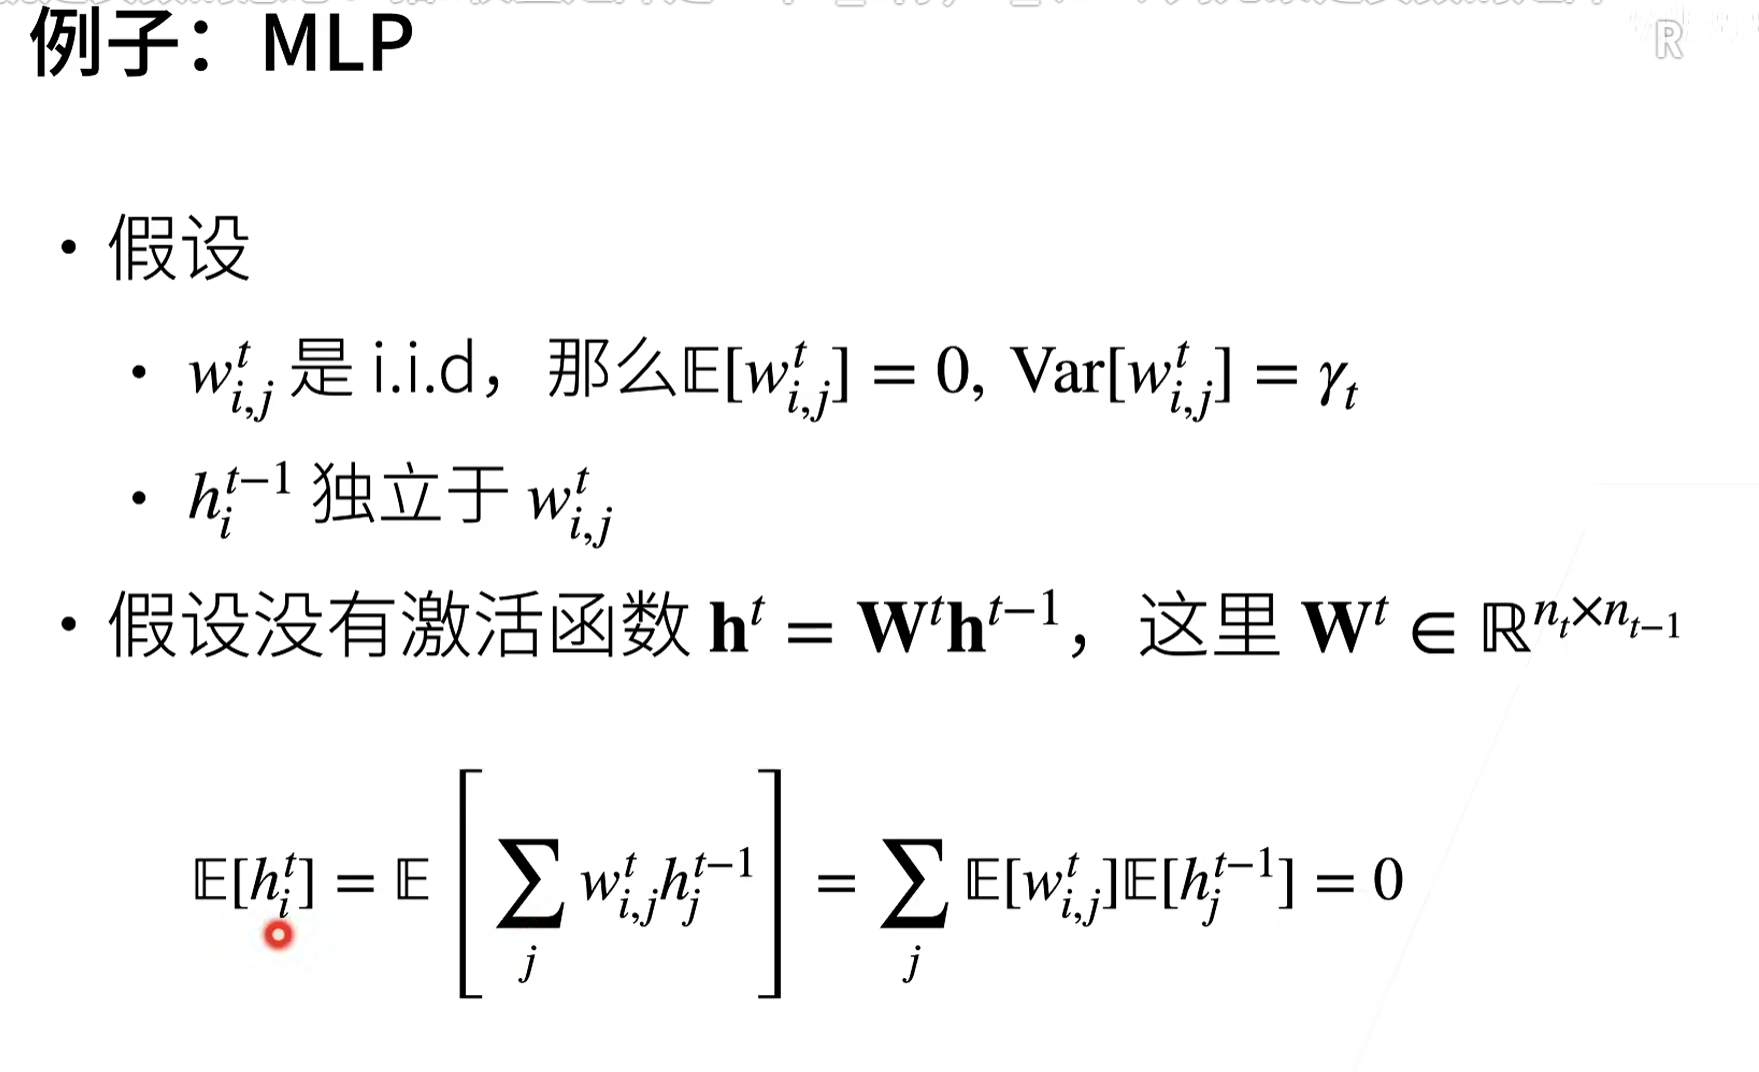 例子：MLP
R
• 假设
• $w_{i,j}^t$ 是 i.i.d，那么$\mathbb{E}[w_{i,j}^t] = 0$, $\mathrm{Var}[w_{i,j}^t] = \gamma_t$
• $h_i^{t-1}$ 独立于 $w_{i,j}^t$
• 假设没有激活函数 $\mathbf{h}^t = \mathbf{W}^t\mathbf{h}^{t-1}$，这里 $\mathbf{W}^t \in \mathbb{R}^{n_t \times n_{t-1}}$
$\mathbb{E}[h_i^t] = \mathbb{E}\left[\sum_j w_{i,j}^t h_j^{t-1}\right] = \sum_j \mathbb{E}[w_{i,j}^t]\mathbb{E}[h_j^{t-1}] = 0$